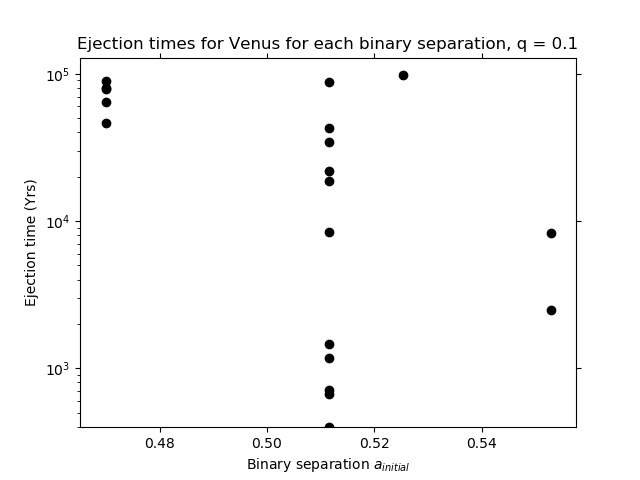 Ejection times for Venus for each binary separation, q = 0.1
Ejection time (Yrs)
10^5
10^4
10^3
0.48 0.50 0.52 0.54
Binary separation a_initial